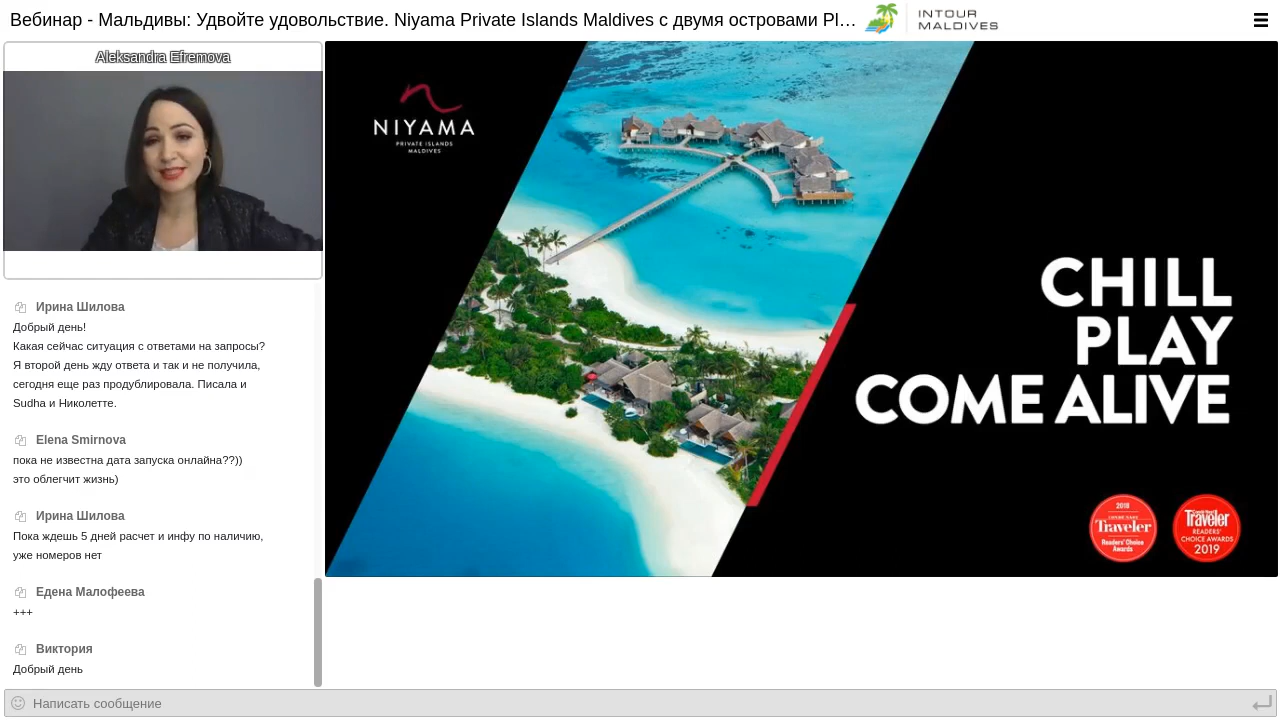 Вебинар - Мальдивы: Удвойте удовольствие. Niyama Private Islands Maldives с двумя островами Pl…
INTOUR
MALDIVES
Aleksandra Efremova
NIYAMA
PRIVATE ISLANDS
MALDIVES
CHILL
PLAY
COME ALIVE
2018
Traveler
Readers' Choice
Awards
Traveler
READERS'
CHOICE AWARDS
2019
Ирина Шилова
Добрый день!
Какая сейчас ситуация с ответами на запросы?
Я второй день жду ответа и так и не получила,
сегодня еще раз продублировала. Писала и
Sudha и Николетте.
Elena Smirnova
пока не известна дата запуска онлайна??))
это облегчит жизнь)
Ирина Шилова
Пока ждешь 5 дней расчет и инфу по наличию,
уже номеров нет
Едена Малофеева
+++
Виктория
Добрый день
Написать сообщение